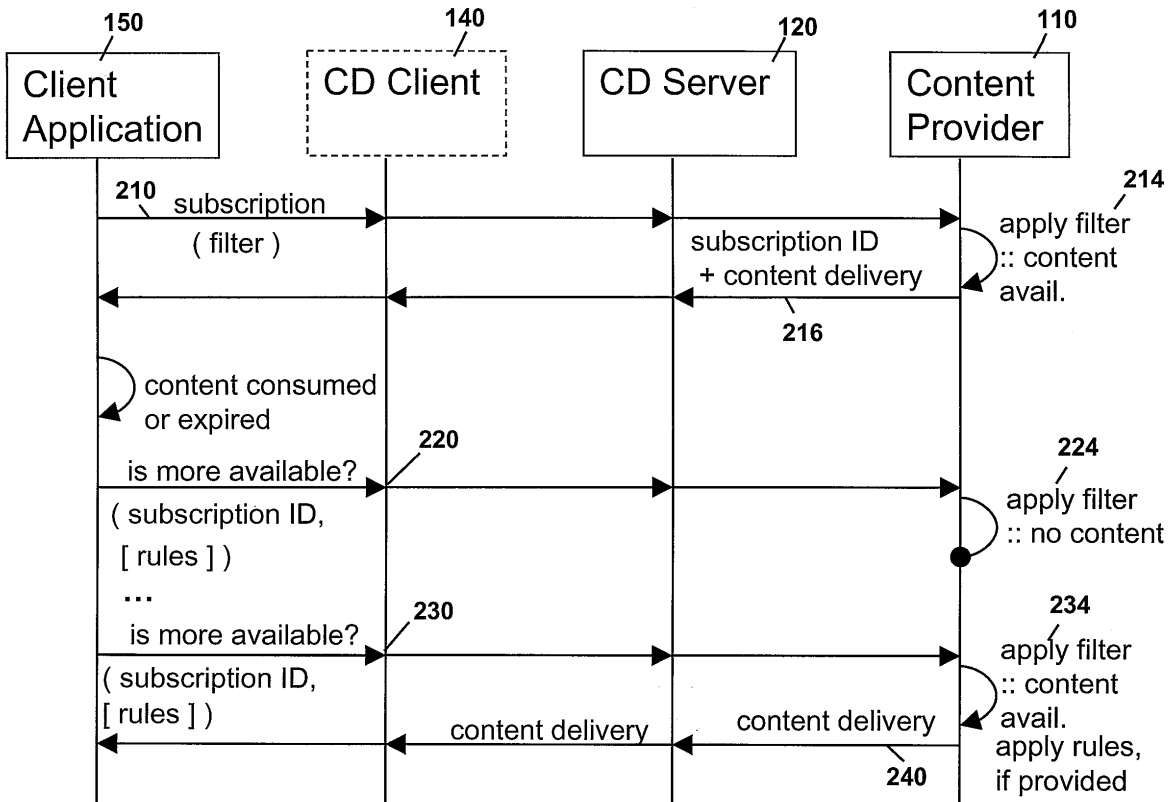 150
140
120
110
Client
Application
CD Client
CD Server
Content
Provider
210
subscription
( filter )
214
apply filter
:: content
avail.
subscription ID
+ content delivery
216
content consumed
or expired
is more available?
220
( subscription ID,
[ rules ] )
224
apply filter
:: no content
...
is more available?
230
( subscription ID,
[ rules ] )
234
apply filter
:: content
avail.
apply rules,
if provided
content delivery
content delivery
240